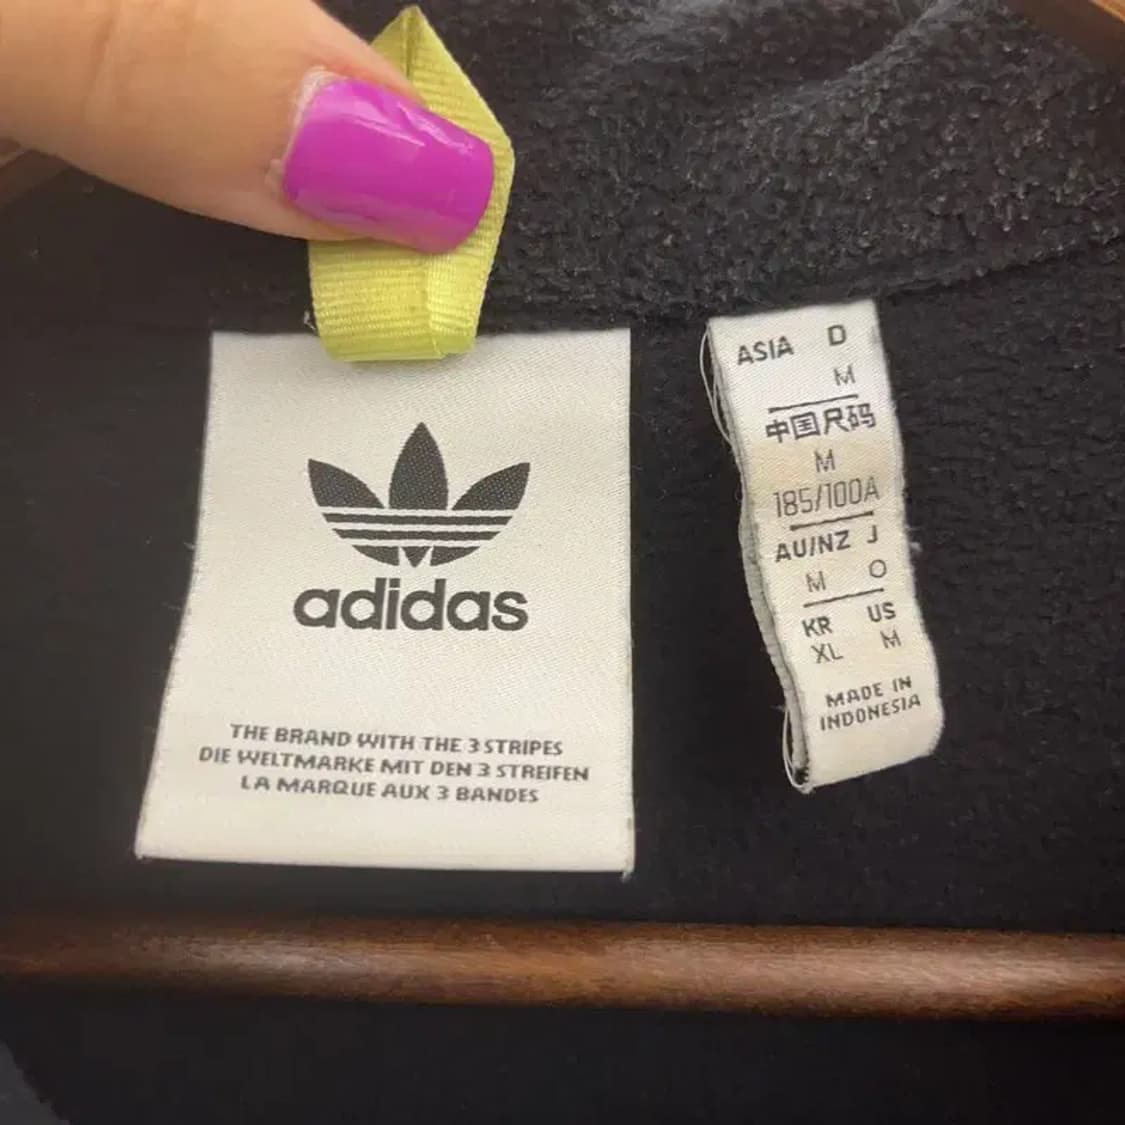 adidas
THE BRAND WITH THE 3 STRIPES
DIE WELTMARKE MIT DEN 3 STREIFEN
LA MARQUE AUX 3 BANDES
ASIA D
M
中国尺码
M
185/100A
AU/NZ J
M O
KR US
XL M
MADE IN
INDONESIA